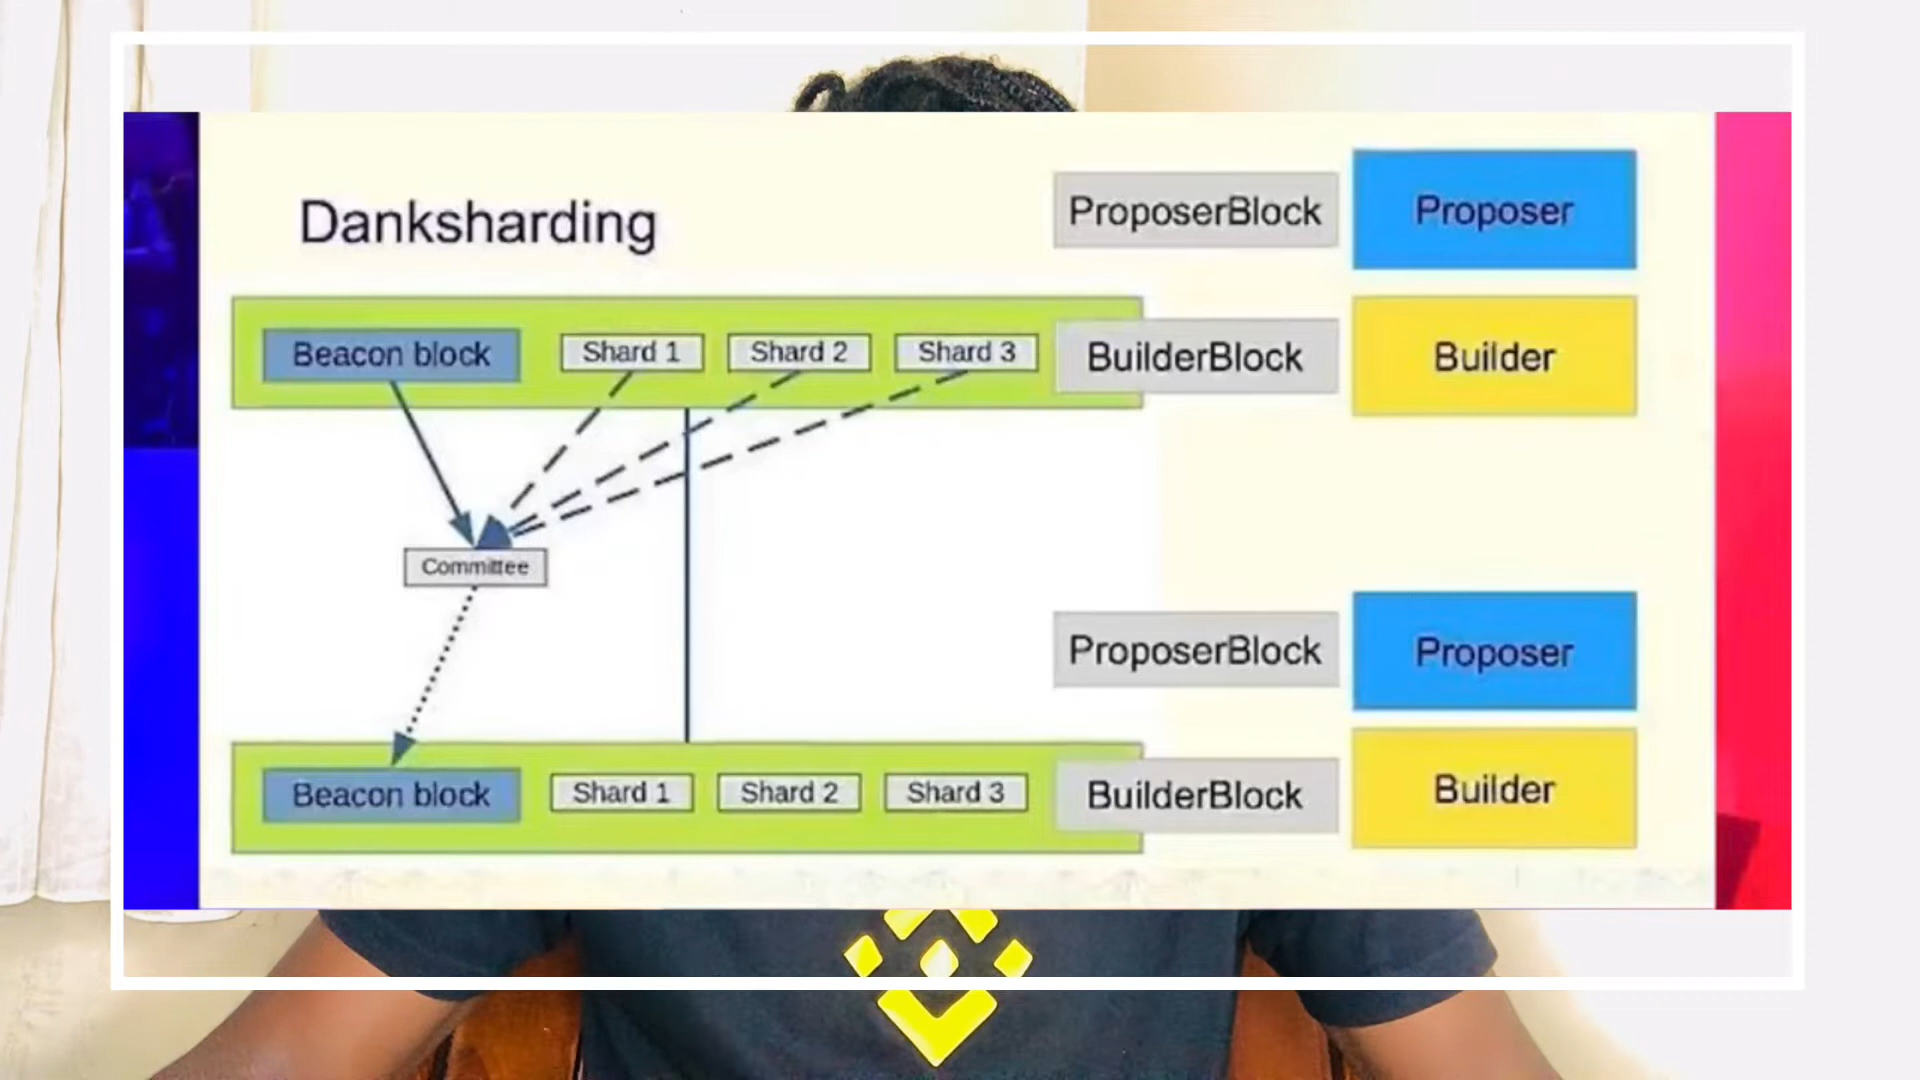 Danksharding
ProposerBlock
Proposer
Beacon block
Shard 1
Shard 2
Shard 3
BuilderBlock
Builder
Committee
ProposerBlock
Proposer
Beacon block
Shard 1
Shard 2
Shard 3
BuilderBlock
Builder